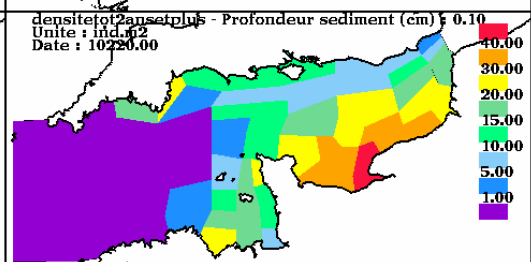 densitetot2ansetplus - Profondeur sediment (cm) : 0.10
Unite : ind.m2
Date : 10220.00
40.00
30.00
20.00
15.00
10.00
5.00
1.00